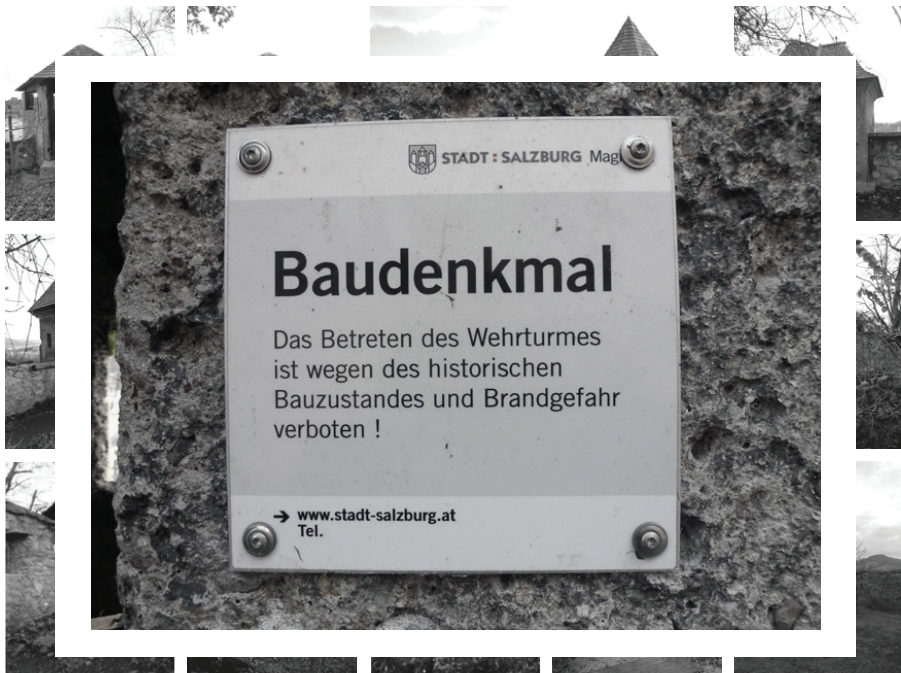 STADT : SALZBURG Mag
Baudenkmal
Das Betreten des Wehrturmes
ist wegen des historischen
Bauzustandes und Brandgefahr
verboten !
➔ www.stadt-salzburg.at
Tel.